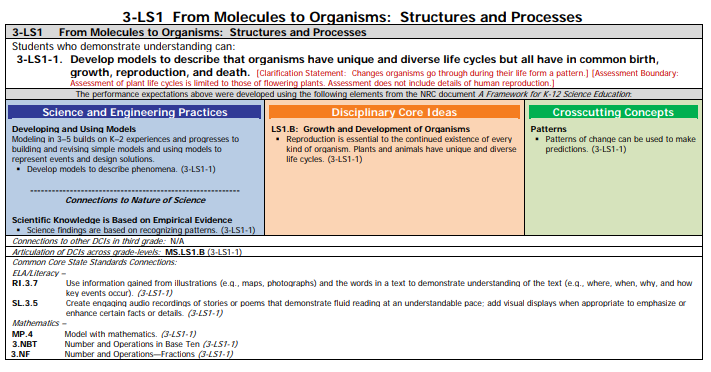 3-LS1 From Molecules to Organisms: Structures and Processes
3-LS1 From Molecules to Organisms: Structures and Processes
Students who demonstrate understanding can:
3-LS1-1. Develop models to describe that organisms have unique and diverse life cycles but all have in common birth,
growth, reproduction, and death. [Clarification Statement: Changes organisms go through during their life form a pattern.] [Assessment Boundary:
Assessment of plant life cycles is limited to those of flowering plants. Assessment does not include details of human reproduction.]
The performance expectations above were developed using the following elements from the NRC document A Framework for K-12 Science Education:
Science and Engineering Practices
Developing and Using Models
Modeling in 3–5 builds on K–2 experiences and progresses to
building and revising simple models and using models to
represent events and design solutions.
▪ Develop models to describe phenomena. (3-LS1-1)
------------------------------------------------------
Connections to Nature of Science
Scientific Knowledge is Based on Empirical Evidence
▪ Science findings are based on recognizing patterns. (3-LS1-1)
Disciplinary Core Ideas
LS1.B: Growth and Development of Organisms
▪ Reproduction is essential to the continued existence of every
kind of organism. Plants and animals have unique and diverse
life cycles. (3-LS1-1)
Crosscutting Concepts
Patterns
▪ Patterns of change can be used to make
predictions. (3-LS1-1)
Connections to other DCIs in third grade: N/A
Articulation of DCIs across grade-levels: MS.LS1.B (3-LS1-1)
Common Core State Standards Connections:
ELA/Literacy –
RI.3.7 Use information gained from illustrations (e.g., maps, photographs) and the words in a text to demonstrate understanding of the text (e.g., where, when, why, and how
key events occur). (3-LS1-1)
SL.3.5 Create engaging audio recordings of stories or poems that demonstrate fluid reading at an understandable pace; add visual displays when appropriate to emphasize or
enhance certain facts or details. (3-LS1-1)
Mathematics –
MP.4 Model with mathematics. (3-LS1-1)
3.NBT Number and Operations in Base Ten (3-LS1-1)
3.NF Number and Operations—Fractions (3-LS1-1)